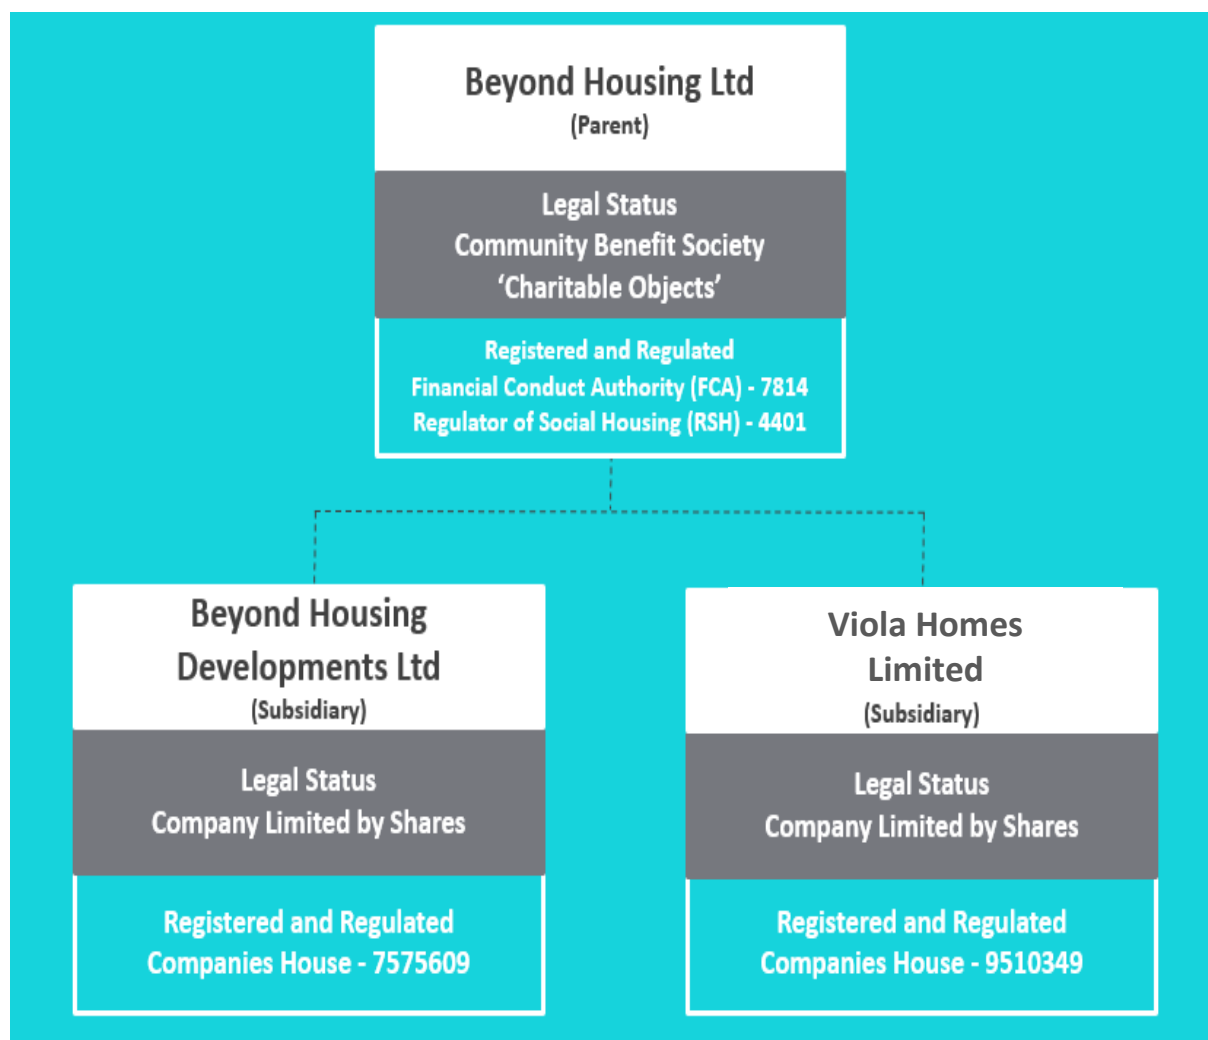 Beyond Housing Ltd
(Parent)
Legal Status
Community Benefit Society
‘Charitable Objects’
Registered and Regulated
Financial Conduct Authority (FCA) - 7814
Regulator of Social Housing (RSH) - 4401
Beyond Housing
Developments Ltd
(Subsidiary)
Legal Status
Company Limited by Shares
Registered and Regulated
Companies House - 7575609
Viola Homes
Limited
(Subsidiary)
Legal Status
Company Limited by Shares
Registered and Regulated
Companies House - 9510349